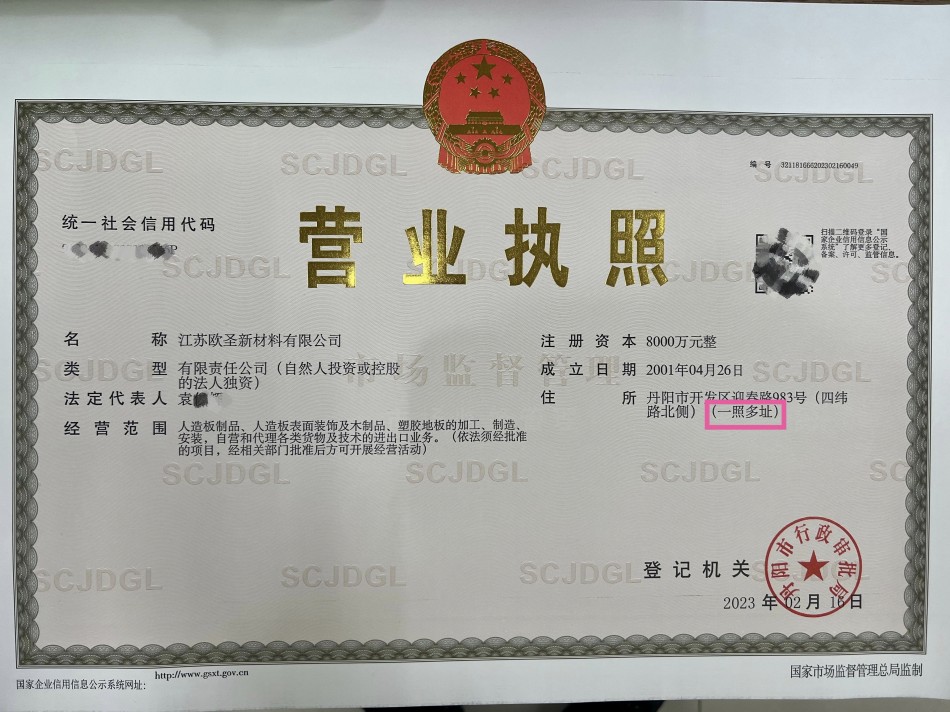 编 号 321181666202302160049
统一社会信用代码
营业执照
扫描二维码登录“国
家企业信用信息公示
系统”了解更多登记、
备案、许可、监管信息。
名 称 江苏欧圣新材料有限公司
类 型 有限责任公司（自然人投资或控股
的法人独资）
法定代表人 袁
经营范围 人造板制品、人造板表面装饰及木制品、塑胶地板的加工、制造、
安装，自营和代理各类货物及技术的进出口业务。（依法须经批准
的项目，经相关部门批准后方可开展经营活动）
注册资本 8000万元整
成立日期 2001年04月26日
住 所 丹阳市开发区迎春路983号（四纬
路北侧）（一照多址）
市场监督管理
SCJDGL
登记机关
丹阳市行政审批局
2023 年 02 月 16 日
国家企业信用信息公示系统网址：
http://www.gsxt.gov.cn
国家市场监督管理总局监制